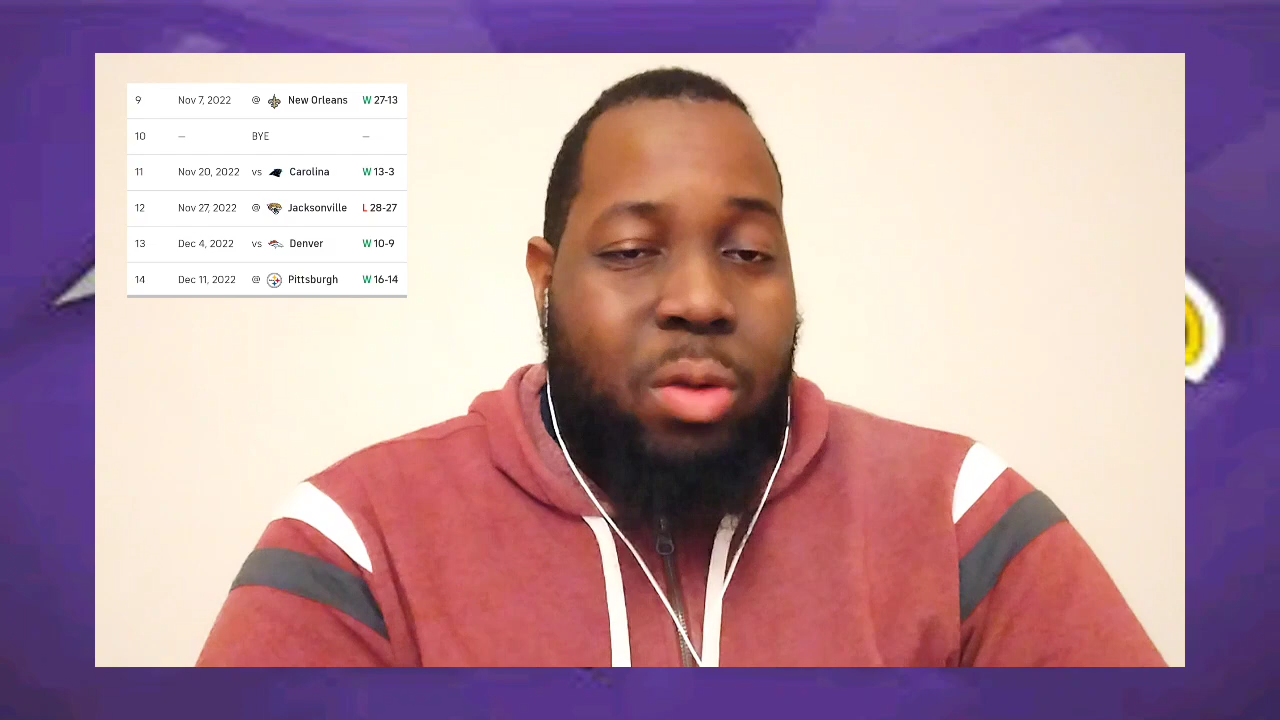 9 Nov 7, 2022 @ New Orleans W 27-13
10 – BYE –
11 Nov 20, 2022 vs Carolina W 13-3
12 Nov 27, 2022 @ Jacksonville L 28-27
13 Dec 4, 2022 vs Denver W 10-9
14 Dec 11, 2022 @ Pittsburgh W 16-14